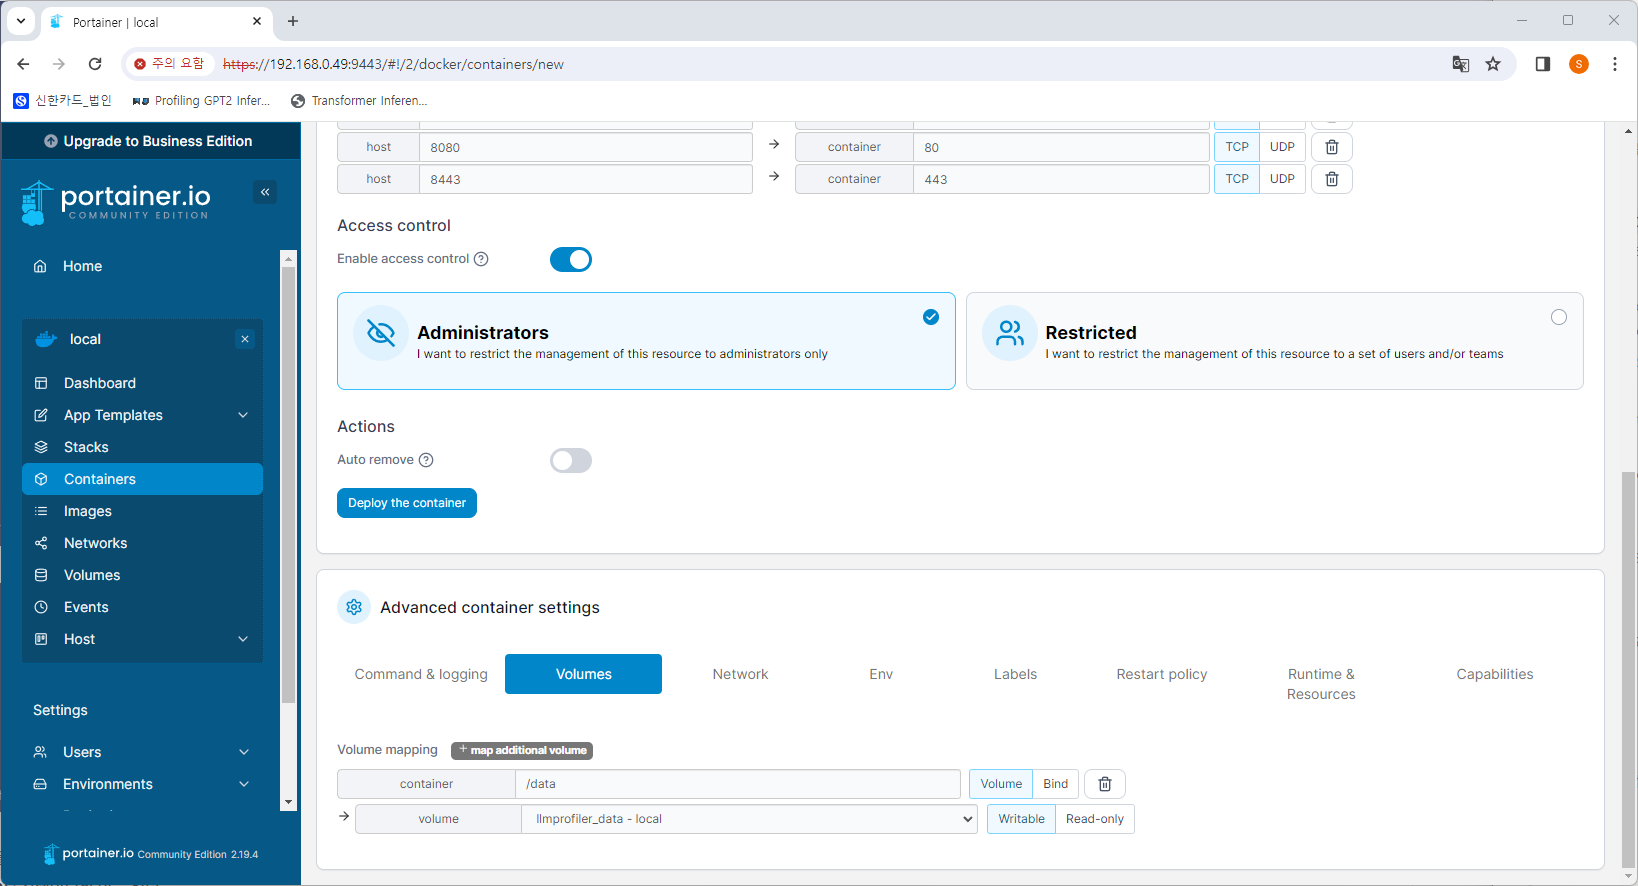 Portainer | local
주의 요함 https://192.168.0.49:9443/#!/2/docker/containers/new
S
신한카드_법인 Profiling GPT2 Infer... Transformer Inferen...
Upgrade to Business Edition
portainer.io
COMMUNITY EDITION
Home
local
Dashboard
App Templates
Stacks
Containers
Images
Networks
Volumes
Events
Host
Settings
Users
Environments
portainer.io Community Edition 2.19.4
host 8080 container 80 TCP UDP
host 8443 container 443 TCP UDP
Access control
Enable access control
Administrators
I want to restrict the management of this resource to administrators only
Restricted
I want to restrict the management of this resource to a set of users and/or teams
Actions
Auto remove
Deploy the container
Advanced container settings
Command & logging Volumes Network Env Labels Restart policy Runtime & Resources Capabilities
Volume mapping + map additional volume
container /data Volume Bind
volume llmprofiler_data - local Writable Read-only